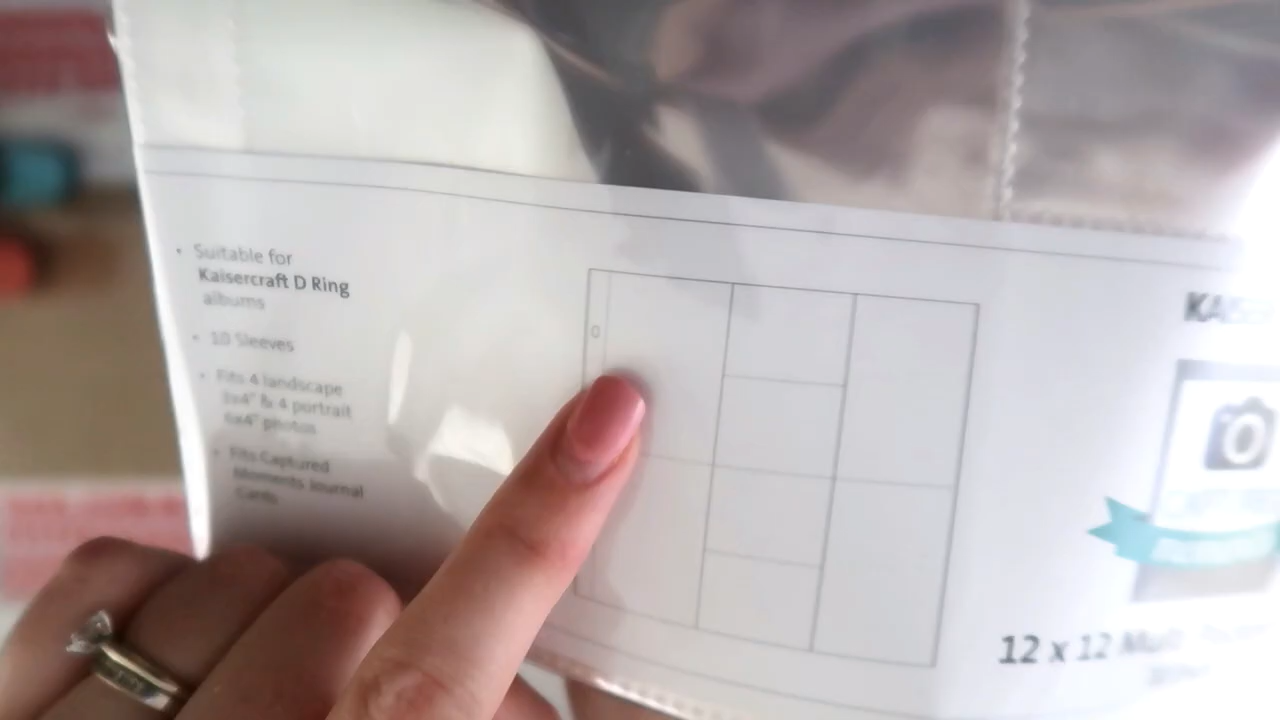 • Suitable for
Kaisercraft D Ring
albums
• 10 Sleeves
• Fits 4 landscape
3x4" & 4 portrait
6x4" photos
• Fits Captured
Moments Journal
Cards
0
12 x 12